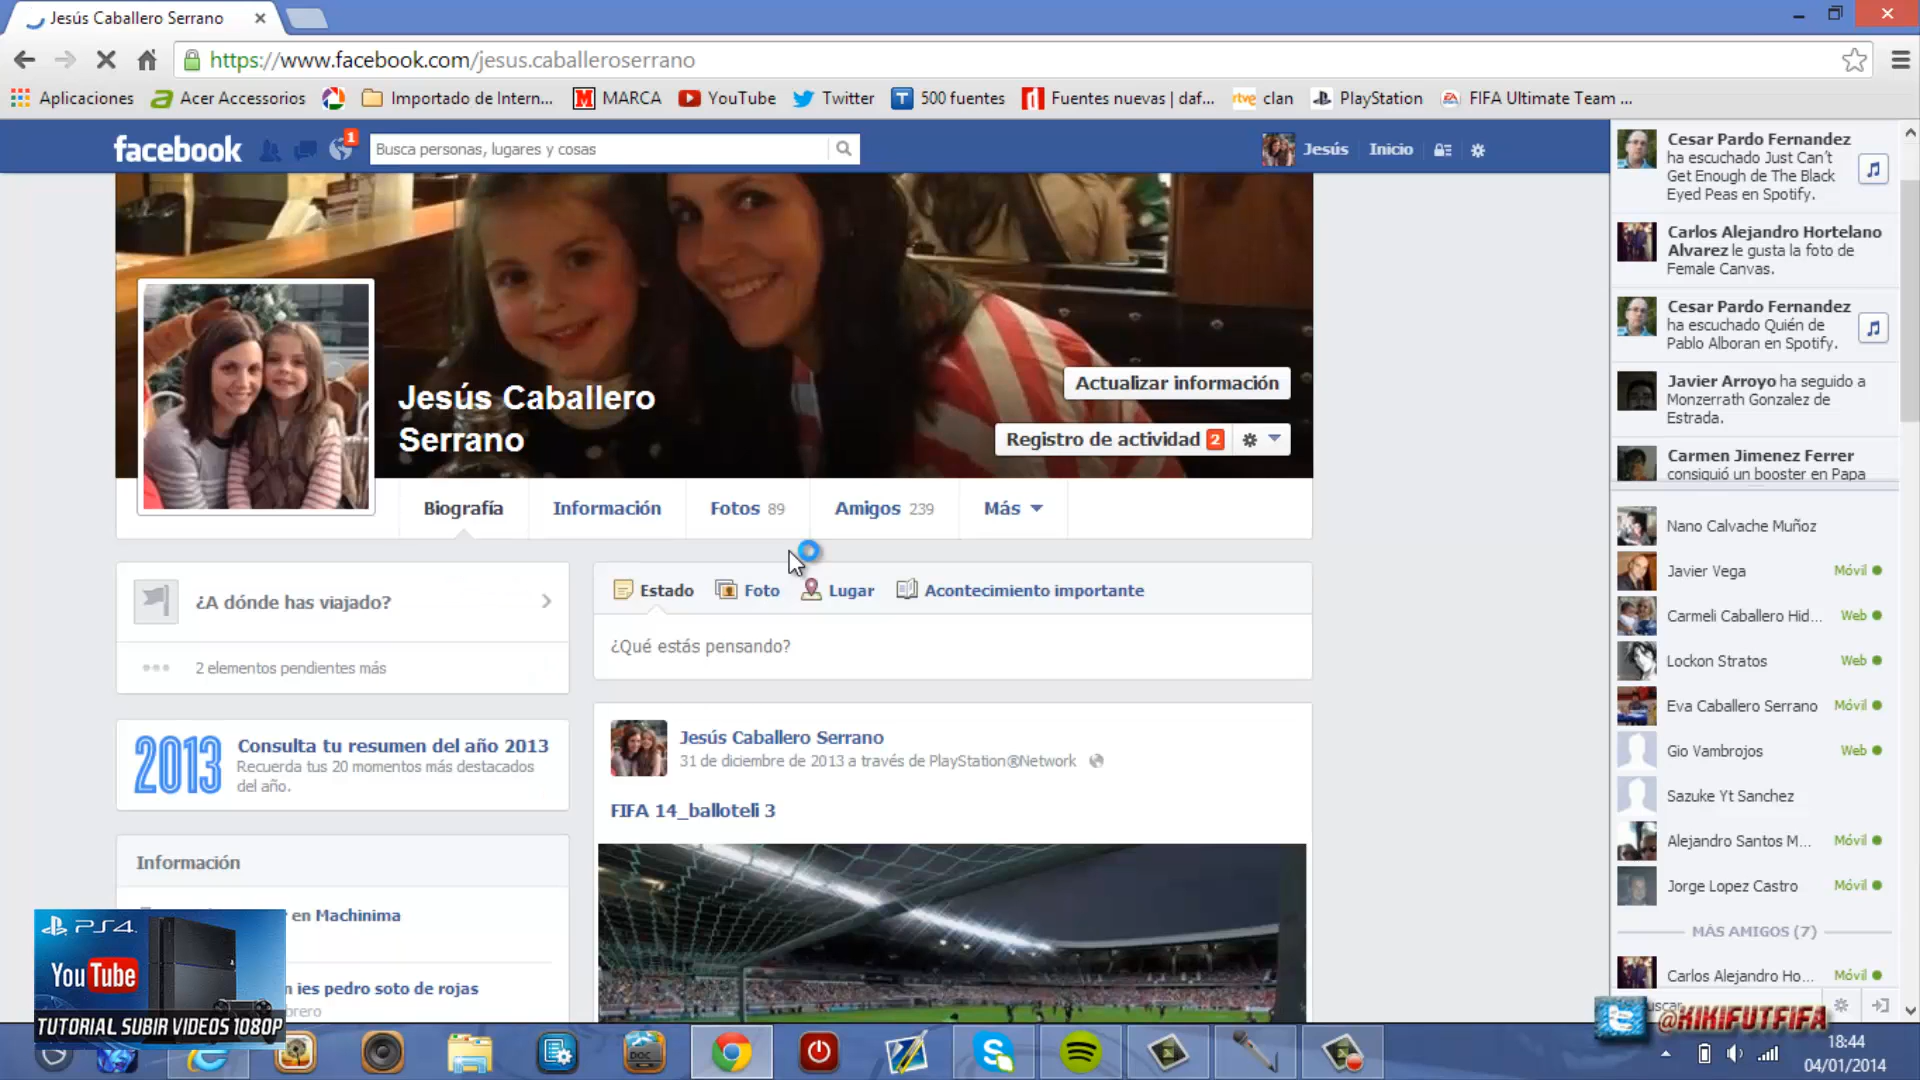 Jesús Caballero Serrano
https://www.facebook.com/jesus.caballeroserrano
Aplicaciones
Acer Accessorios
Importado de Intern...
MARCA
YouTube
Twitter
500 fuentes
Fuentes nuevas | daf...
rtve clan
PlayStation
FIFA Ultimate Team ...
facebook
1
Busca personas, lugares y cosas
Jesús
Inicio
Jesús Caballero
Serrano
Actualizar información
Registro de actividad 2
Biografía
Información
Fotos 89
Amigos 239
Más
¿A dónde has viajado?
2 elementos pendientes más
2013
Consulta tu resumen del año 2013
Recuerda tus 20 momentos más destacados
del año.
Información
en Machinima
ies pedro soto de rojas
Estado
Foto
Lugar
Acontecimiento importante
¿Qué estás pensando?
Jesús Caballero Serrano
31 de diciembre de 2013 a través de PlayStation®Network
FIFA 14_balloteli 3
Cesar Pardo Fernandez
ha escuchado Just Can't
Get Enough de The Black
Eyed Peas en Spotify.
Carlos Alejandro Hortelano
Alvarez le gusta la foto de
Female Canvas.
Cesar Pardo Fernandez
ha escuchado Quién de
Pablo Alboran en Spotify.
Javier Arroyo ha seguido a
Monzerrath Gonzalez de
Estrada.
Carmen Jimenez Ferrer
consiguió un booster en Papa
Nano Calvache Muñoz
Javier Vega Móvil
Carmeli Caballero Hid... Web
Lockon Stratos Web
Eva Caballero Serrano Móvil
Gio Vambrojos Web
Sazuke Yt Sanchez
Alejandro Santos M... Móvil
Jorge Lopez Castro Móvil
MÁS AMIGOS (7)
Carlos Alejandro Ho... Móvil
@KIKIFUTFIFA
PS4
YouTube
TUTORIAL SUBIR VIDEOS 1080P
DOC
18:44
04/01/2014